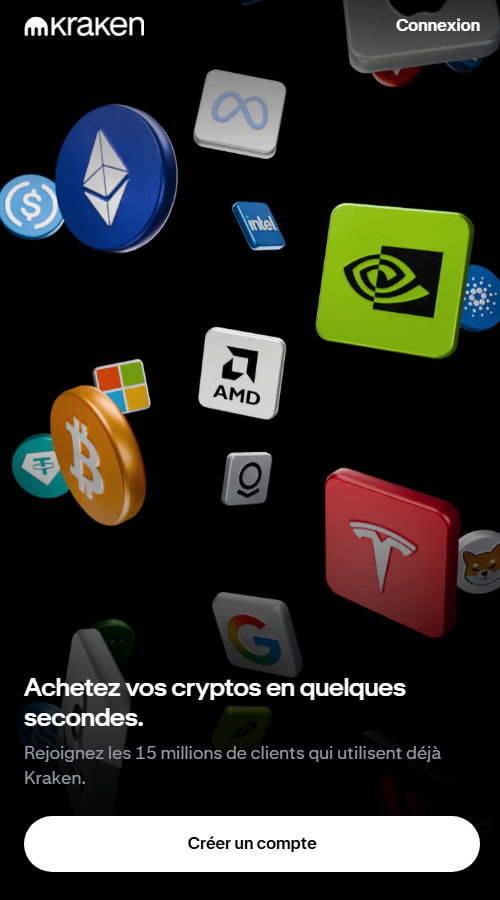 kraken
Connexion
intel
AMD
Achetez vos cryptos en quelques
secondes.
Rejoignez les 15 millions de clients qui utilisent déjà
Kraken.
Créer un compte